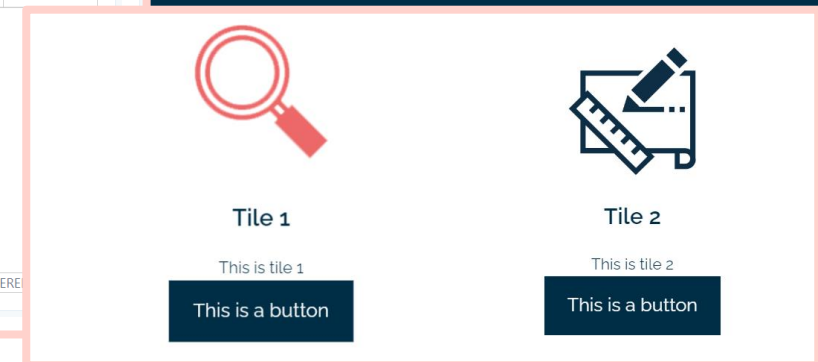 Tile 1
Tile 2
This is tile 1
This is tile 2
This is a button
This is a button